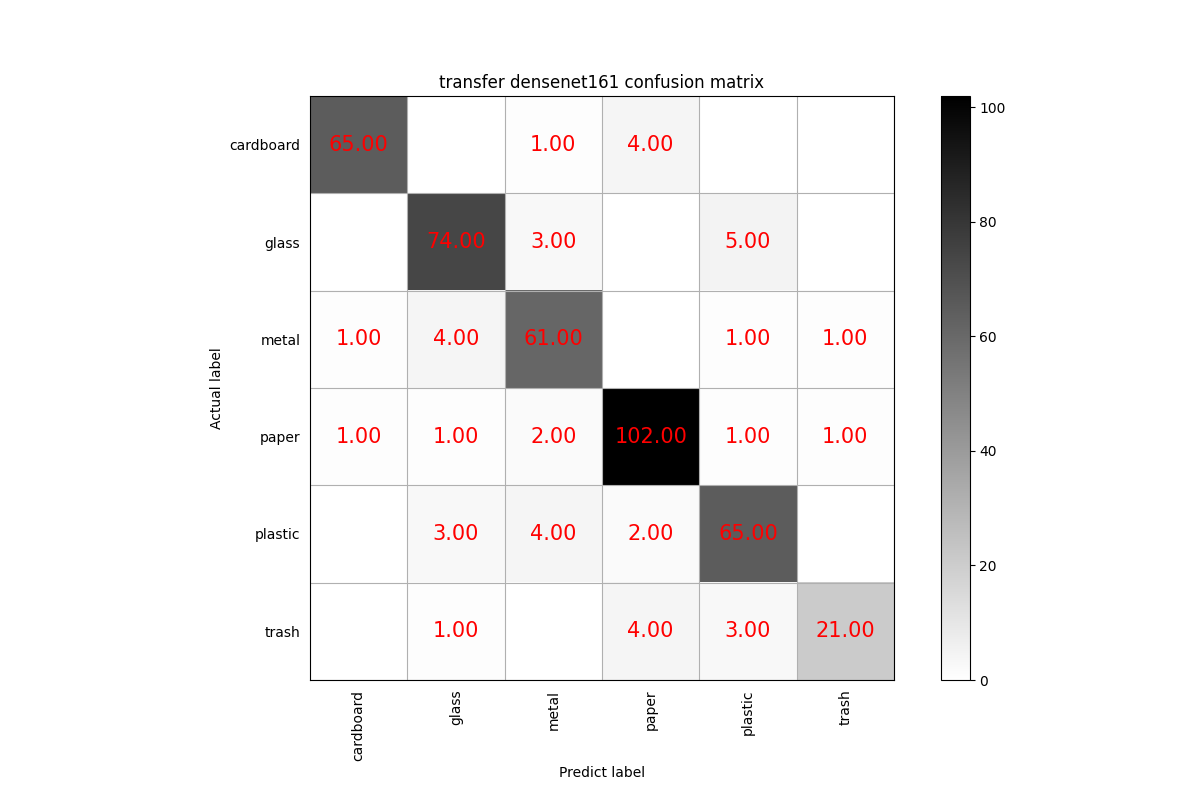 transfer densenet161 confusion matrix
cardboard 65.00 1.00 4.00
glass 74.00 3.00 5.00
metal 1.00 4.00 61.00 1.00 1.00
paper 1.00 1.00 2.00 102.00 1.00 1.00
plastic 3.00 4.00 2.00 65.00
trash 1.00 4.00 3.00 21.00
cardboard glass metal paper plastic trash
Predict label
Actual label
100
80
60
40
20
0